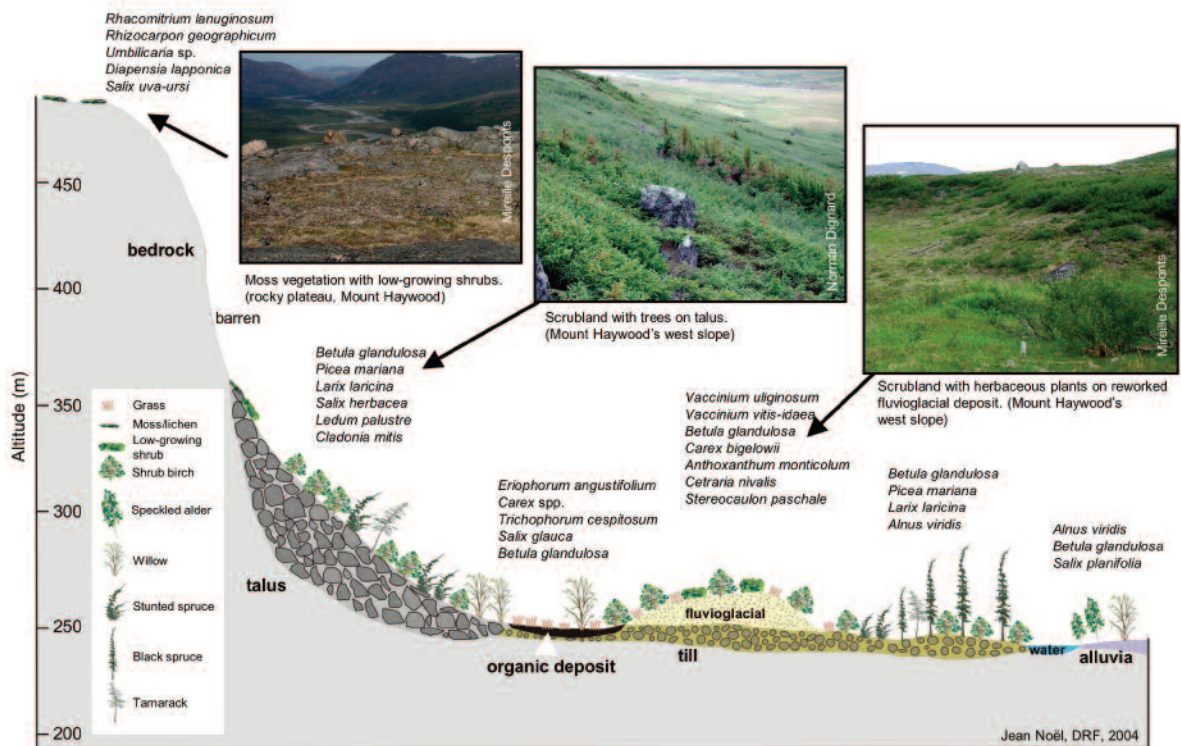 Rhacomitrium lanuginosum
Rhizocarpon geographicum
Umbilicaria sp.
Diapensia lapponica
Salix uva-ursi
Mireille Desponts
Moss vegetation with low-growing shrubs.
(rocky plateau, Mount Haywood)
Norman Dignard
Scrubland with trees on talus.
(Mount Haywood's west slope)
Mireille Desponts
Scrubland with herbaceous plants on reworked
fluvioglacial deposit. (Mount Haywood's
west slope)
Altitude (m)
450
400
350
300
250
200
bedrock
barren
talus
Betula glandulosa
Picea mariana
Larix laricina
Salix herbacea
Ledum palustre
Cladonia mitis
Eriophorum angustifolium
Carex spp.
Trichophorum cespitosum
Salix glauca
Betula glandulosa
Vaccinium uliginosum
Vaccinium vitis-idaea
Betula glandulosa
Carex bigelowii
Anthoxanthum monticolum
Cetraria nivalis
Stereocaulon paschale
Betula glandulosa
Picea mariana
Larix laricina
Alnus viridis
Alnus viridis
Betula glandulosa
Salix planifolia
Grass
Moss/lichen
Low-growing
shrub
Shrub birch
Speckled alder
Willow
Stunted spruce
Black spruce
Tamarack
organic deposit
fluvioglacial
till
water
alluvia
Jean Noël, DRF, 2004